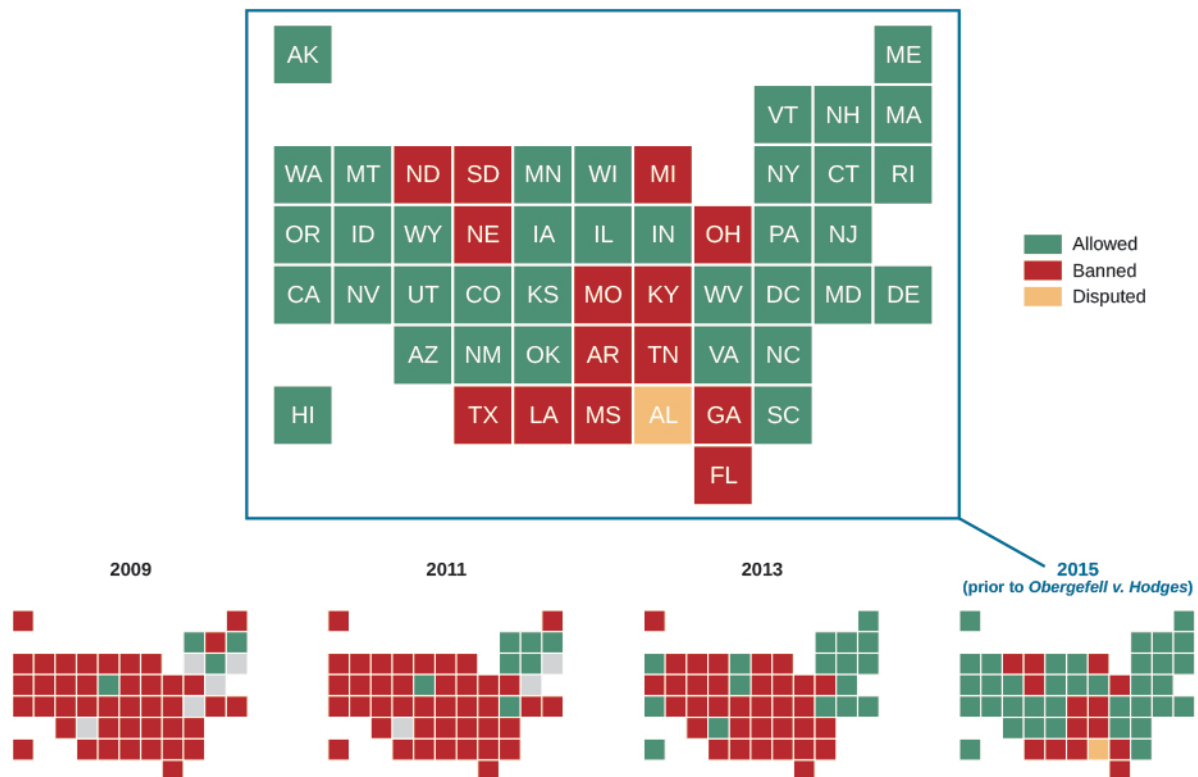 AK ME
VT NH MA
WA MT ND SD MN WI MI NY CT RI
OR ID WY NE IA IL IN OH PA NJ
CA NV UT CO KS MO KY WV DC MD DE
AZ NM OK AR TN VA NC
HI TX LA MS AL GA SC
FL
Allowed
Banned
Disputed
2009 2011 2013 2015
(prior to Obergefell v. Hodges)